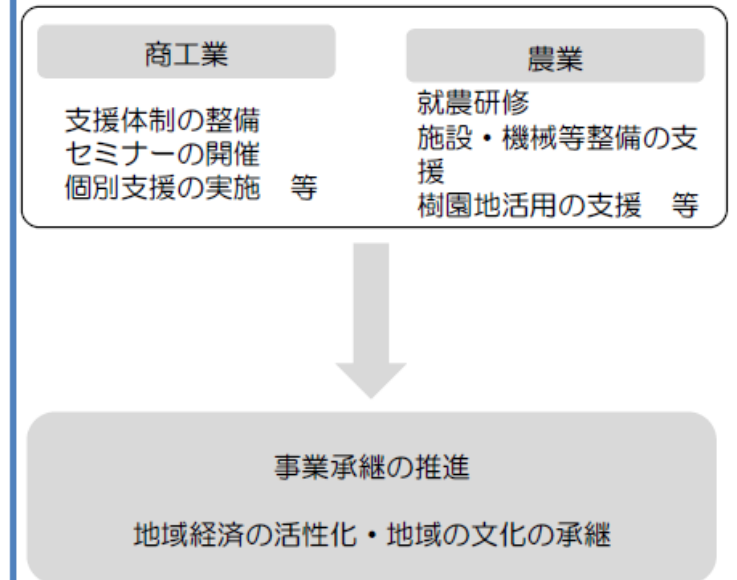 商工業
支援体制の整備
セミナーの開催
個別支援の実施　等
農業
就農研修
施設・機械等整備の支
援
樹園地活用の支援　等
事業承継の推進
地域経済の活性化・地域の文化の承継